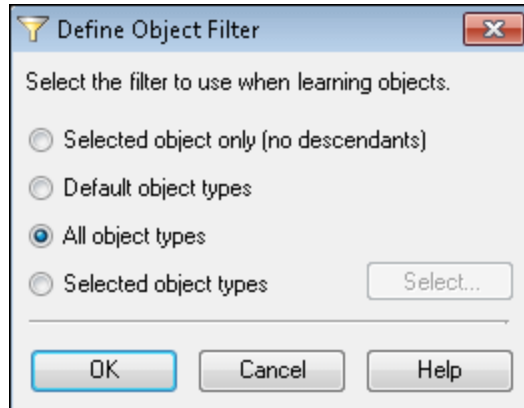 Define Object Filter
Select the filter to use when learning objects.
Selected object only (no descendants)
Default object types
All object types
Selected object types
Select...
OK
Cancel
Help